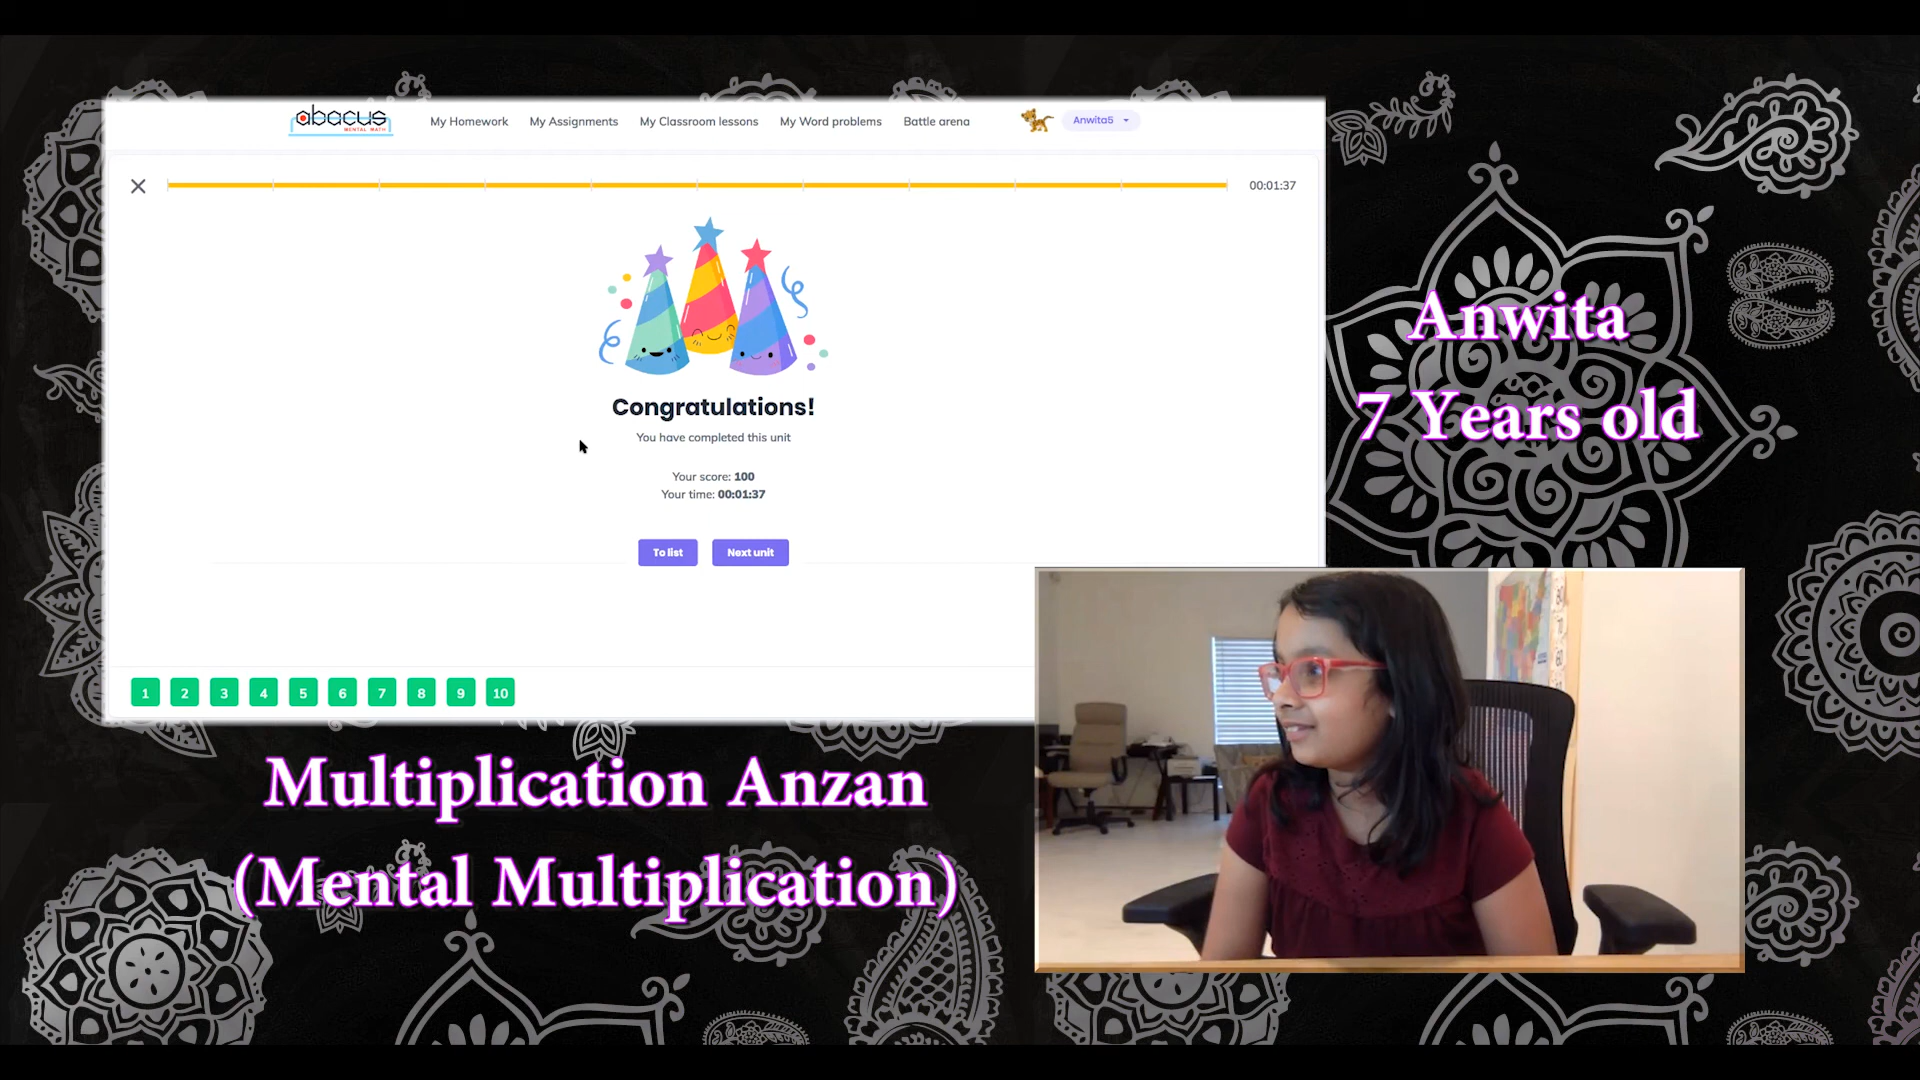 abacus
MENTAL MATH
My Homework
My Assignments
My Classroom lessons
My Word problems
Battle arena
Anwita5
00:01:37
Congratulations!
You have completed this unit
Your score: 100
Your time: 00:01:37
To list
Next unit
1 2 3 4 5 6 7 8 9 10
Anwita
7 Years old
Multiplication Anzan
(Mental Multiplication)